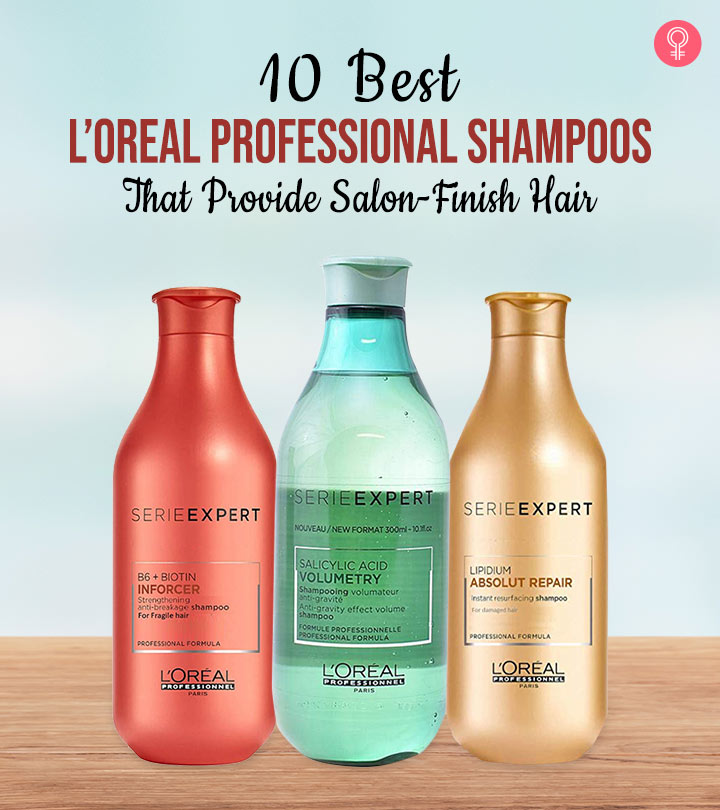 10 Best
L'OREAL PROFESSIONAL SHAMPOOS
That Provide Salon-Finish Hair
SERIEEXPERT
B6 + BIOTIN
INFORCER
Strengthening
anti-breakage shampoo
For Fragile hair
PROFESSIONAL FORMULA
L'ORÉAL
PROFESSIONNEL
PARIS
SERIEEXPERT
NOUVEAU / NEW FORMAT 300ml - 10.1fl.oz
SALICYLIC ACID
VOLUMETRY
Shampooing volumateur
anti-gravité
Anti-gravity effect volume
shampoo
FORMULE PROFESSIONNELLE
PROFESSIONAL FORMULA
L'ORÉAL
PROFESSIONNEL
PARIS
SERIEEXPERT
LIPIDIUM
ABSOLUT REPAIR
Instant resurfacing shampoo
For damaged hair
PROFESSIONAL FORMULA
L'ORÉAL
PROFESSIONNEL
PARIS